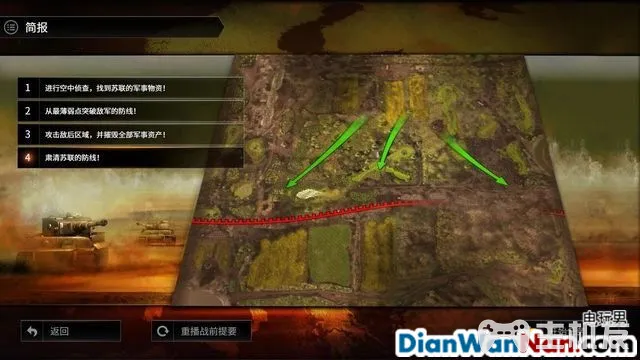 简报
1 进行空中侦查，找到苏联的军事物资！
2 从最薄弱点突破敌军的防线！
3 攻击敌后区域，并摧毁全部军事资产！
4 肃清苏联的防线！
返回
重播战前提要
电玩男
DianWanNan.com